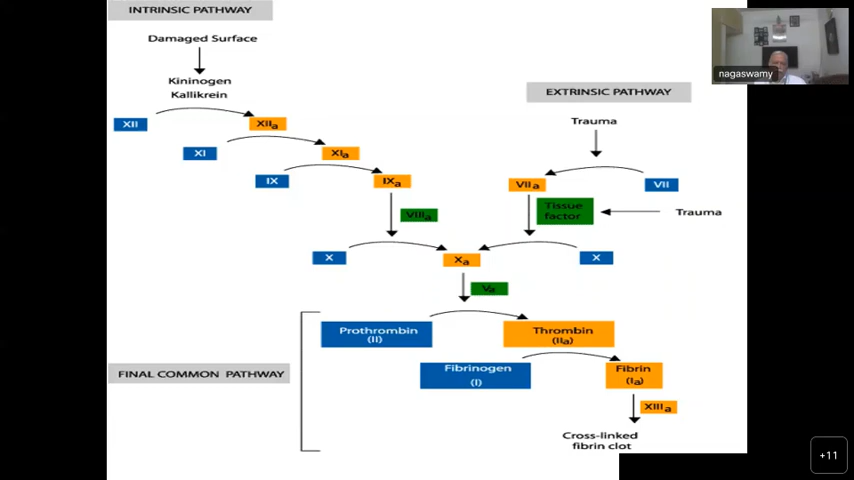 INTRINSIC PATHWAY
Damaged Surface
Kininogen
Kallikrein
XII
XIIa
XI
XIa
IX
IXa
VIIIa
EXTRINSIC PATHWAY
Trauma
VIIa
VII
Tissue
factor
Trauma
X
Xa
X
Va
FINAL COMMON PATHWAY
Prothrombin
(II)
Thrombin
(IIa)
Fibrinogen
(I)
Fibrin
(Ia)
XIIIa
Cross-linked
fibrin clot
nagaswamy
+11